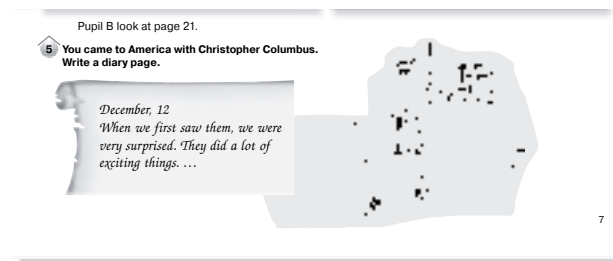 Pupil B look at page 21.
5 You came to America with Christopher Columbus.
Write a diary page.
December, 12
When we first saw them, we were
very surprised. They did a lot of
exciting things. ...
7